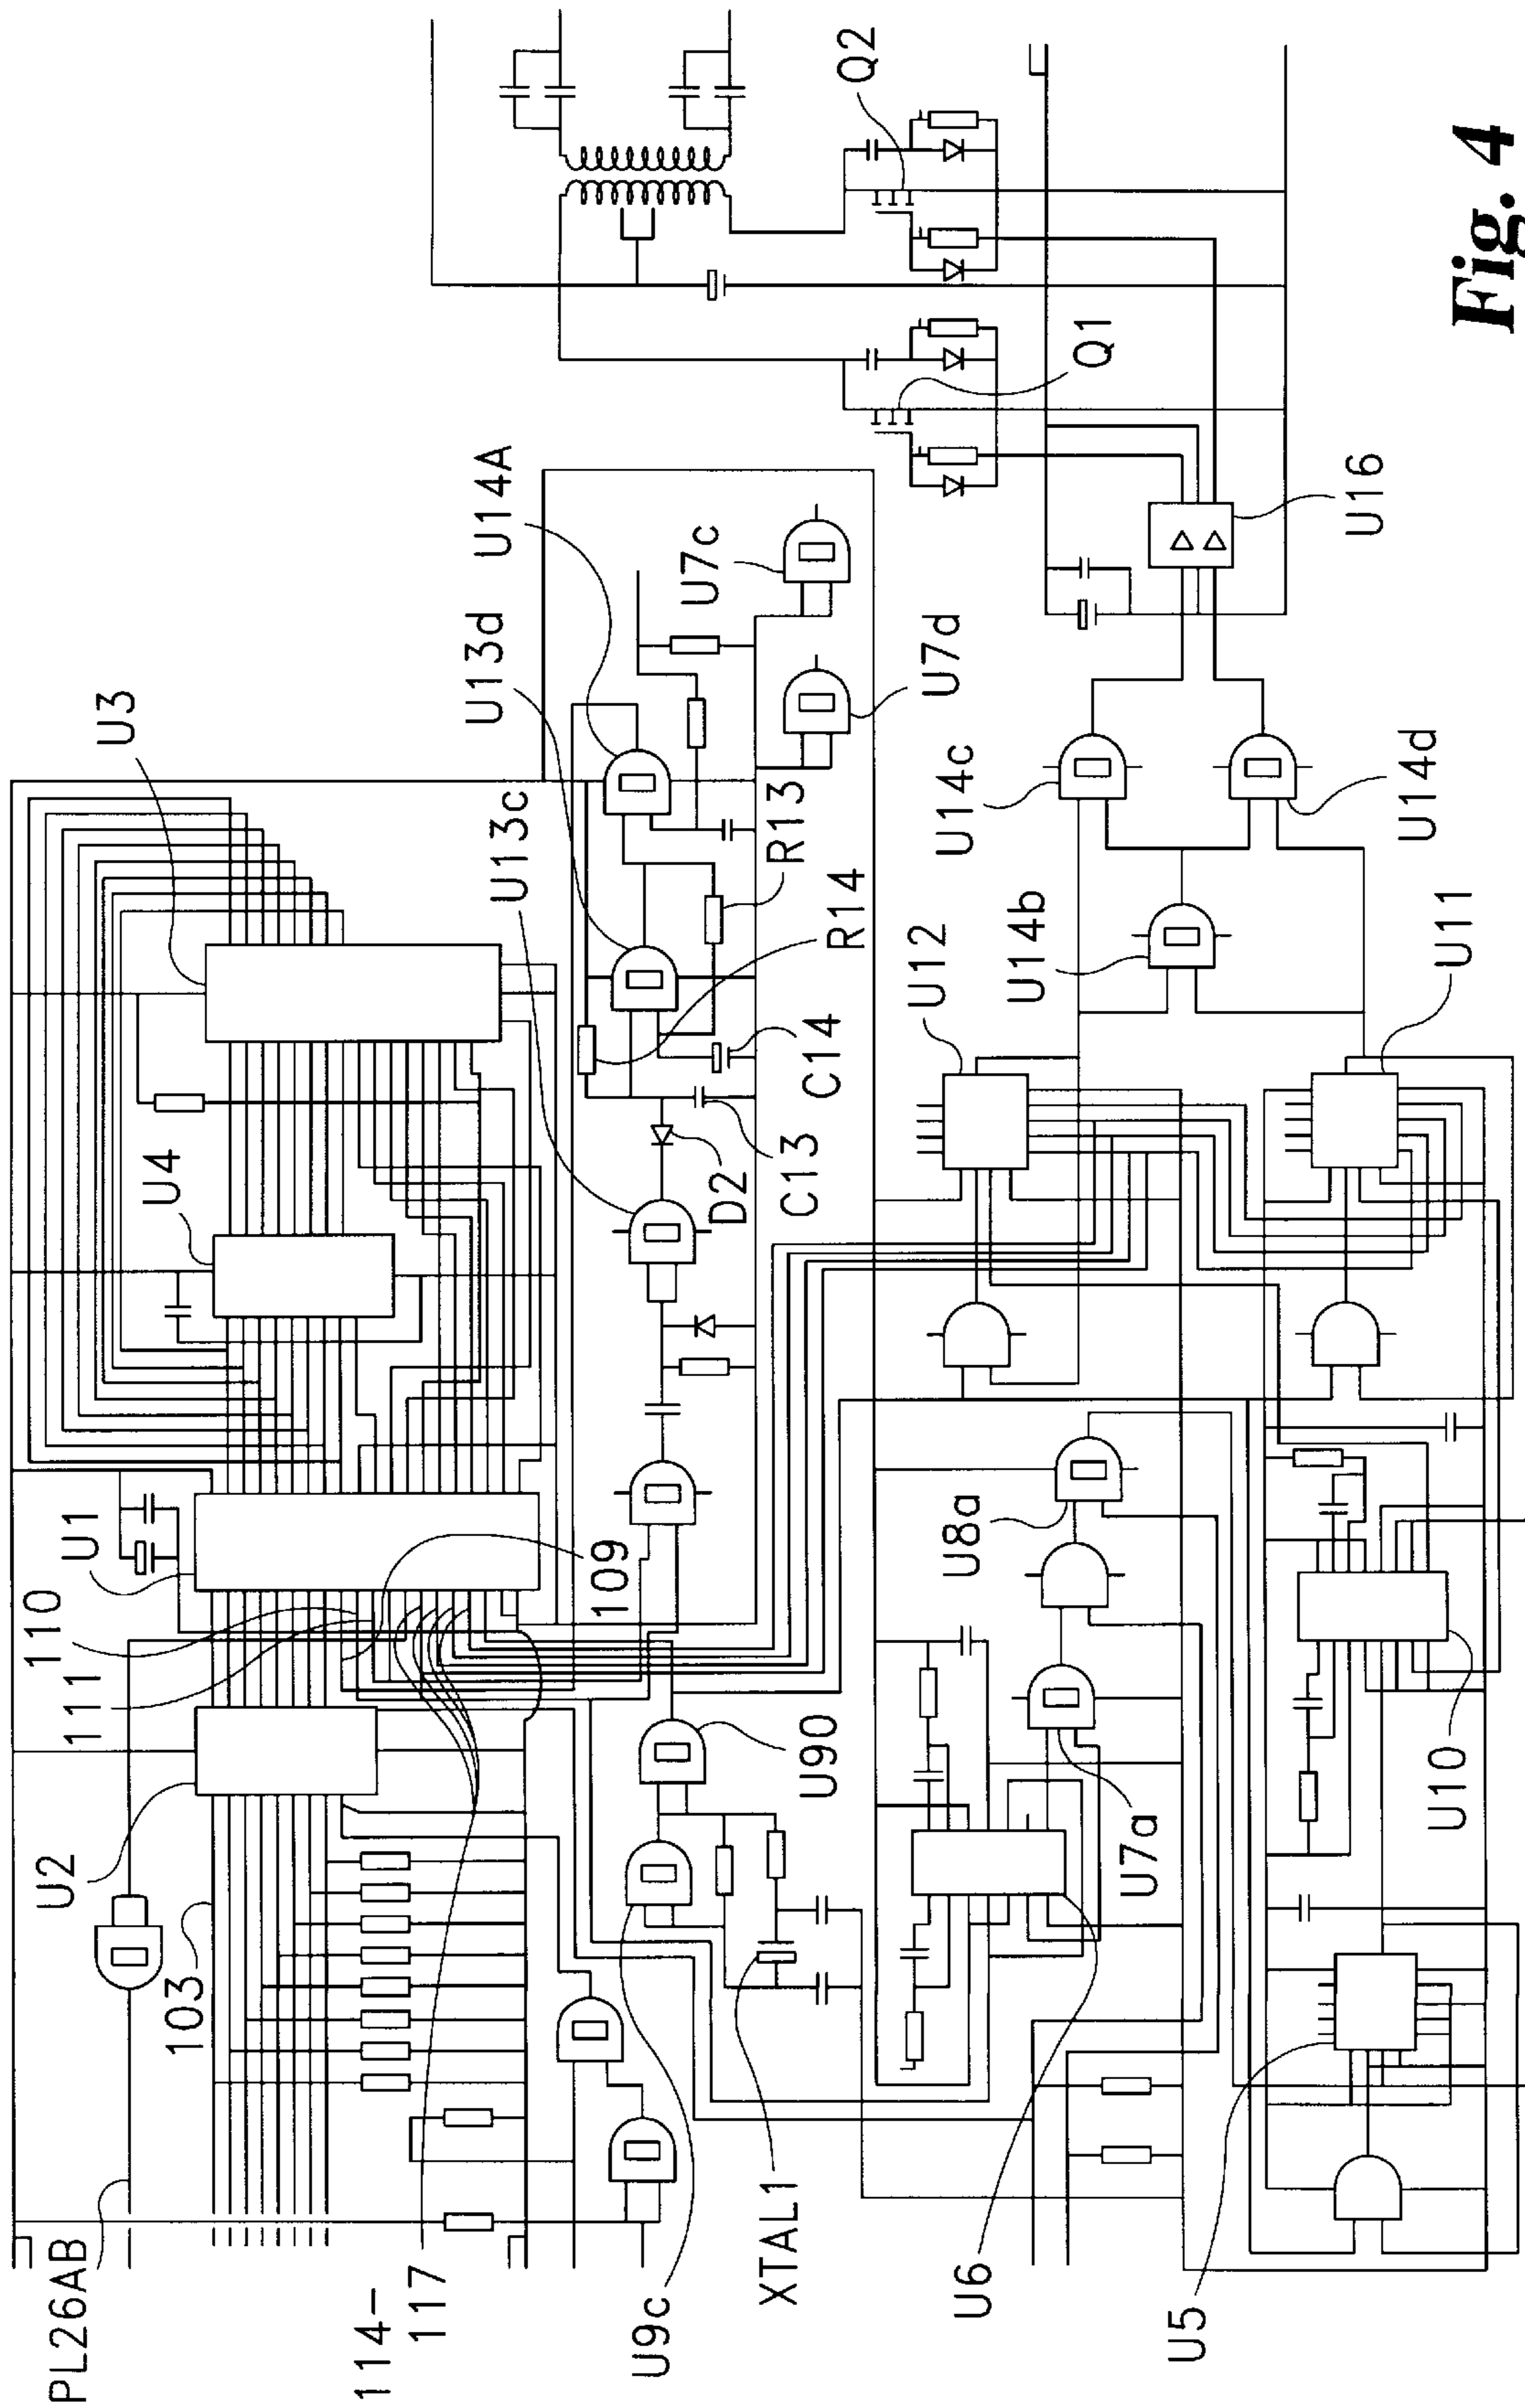 PL26AB
103
U2
111
110
U1
U4
U3
114-
117
109
U9c
XTAL1
U90
U13c
U13d
U14A
D2
C13
C14
R14
R13
U7c
U7d
U6
U7a
U8a
U12
U14b
U14c
U14d
U11
U5
U10
U16
Q1
Q2
Fig. 4